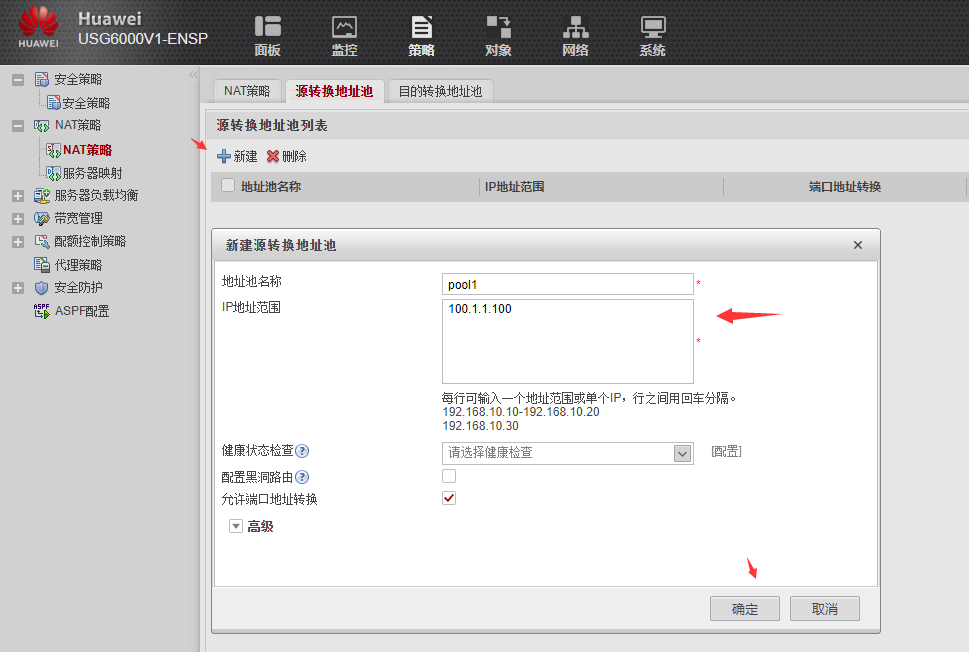 HUAWEI
Huawei
USG6000V1-ENSP
面板
监控
策略
对象
网络
系统
安全策略
安全策略
NAT策略
NAT策略
服务器映射
服务器负载均衡
带宽管理
配额控制策略
代理策略
安全防护
ASPF
ASPF配置
NAT策略
源转换地址池
目的转换地址池
源转换地址池列表
新建
删除
地址池名称
IP地址范围
端口地址转换
新建源转换地址池
地址池名称
pool1
*
IP地址范围
100.1.1.100
*
每行可输入一个地址范围或单个IP，行之间用回车分隔。
192.168.10.10-192.168.10.20
192.168.10.30
健康状态检查
请选择健康检查
[配置]
配置黑洞路由
允许端口地址转换
高级
确定
取消